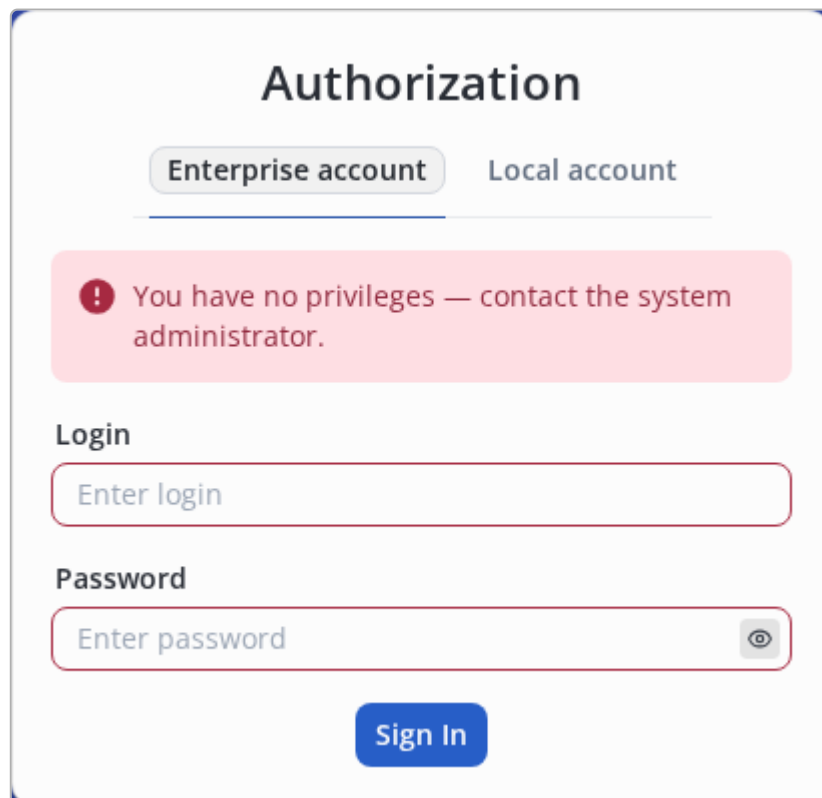 Authorization
Enterprise account Local account
You have no privileges — contact the system
administrator.
Login
Enter login
Password
Enter password
Sign In